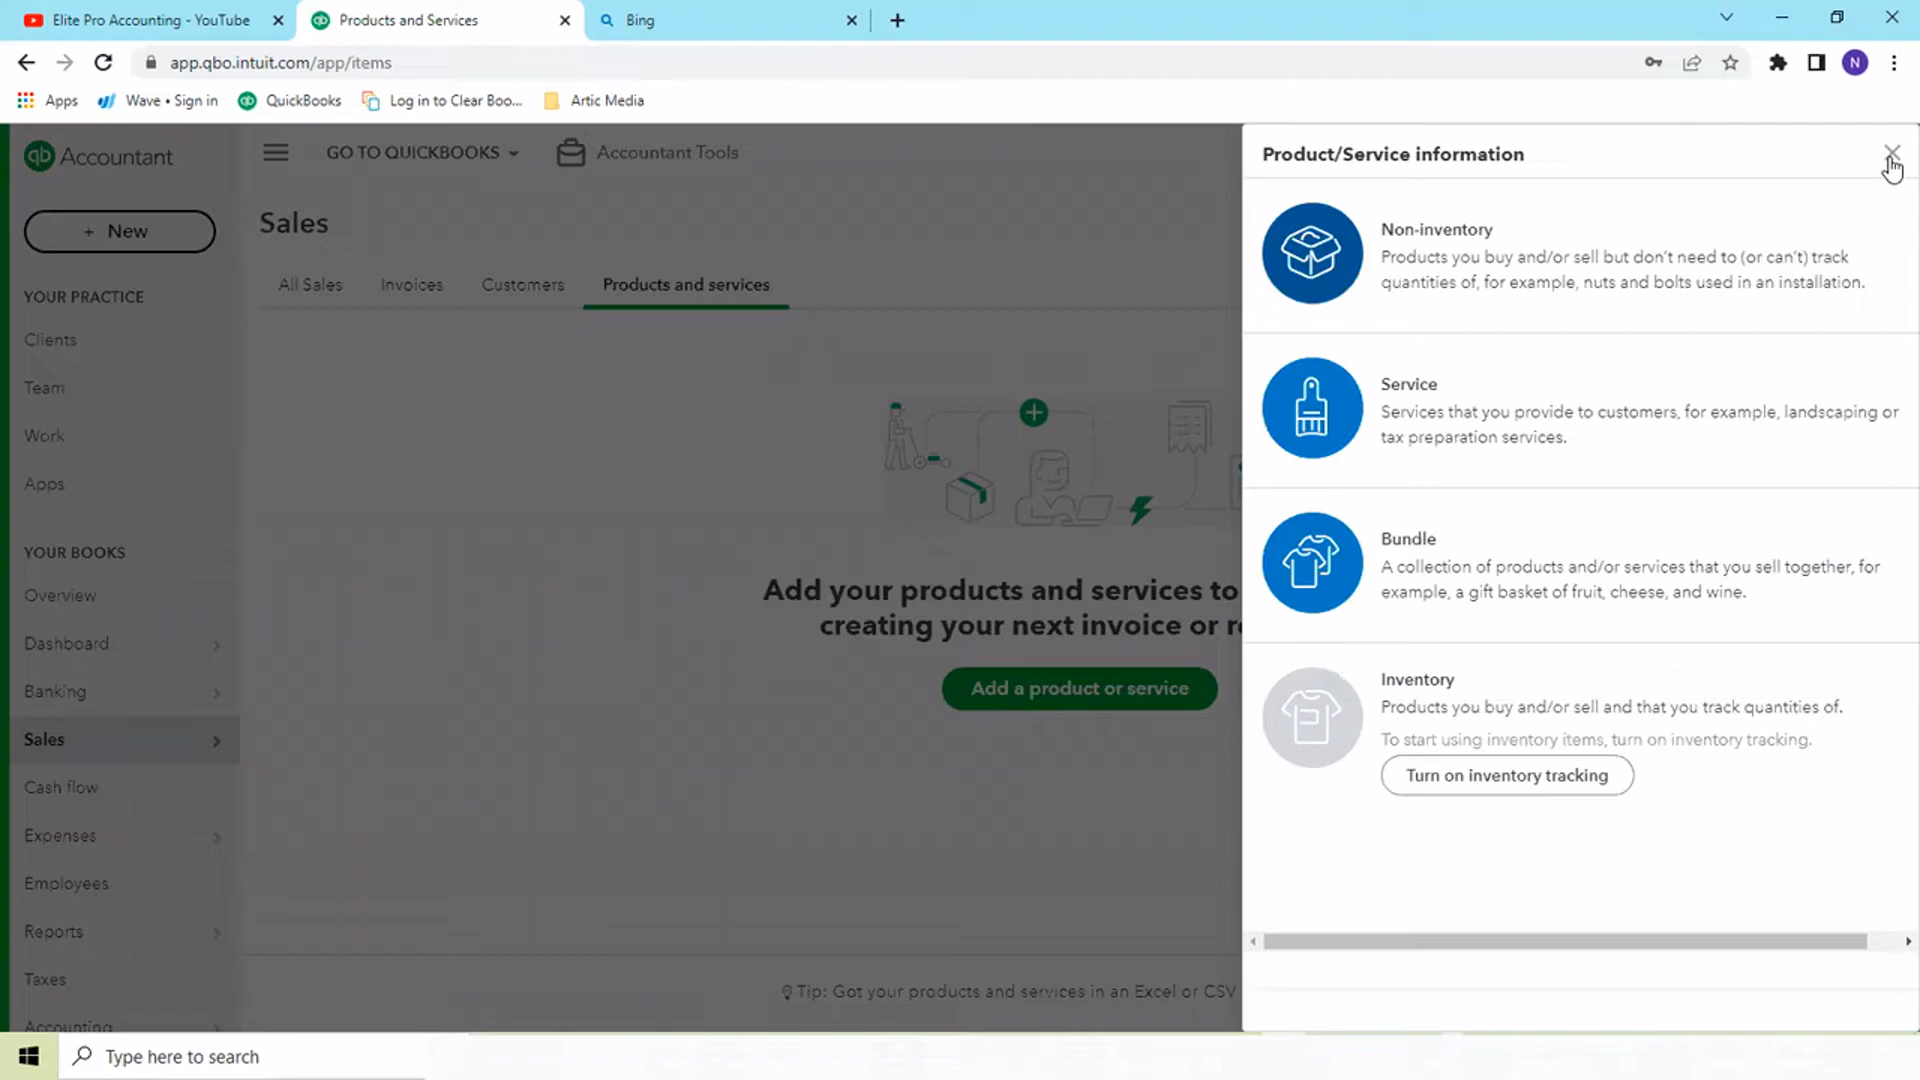 Elite Pro Accounting - YouTube
Products and Services
Bing
app.qbo.intuit.com/app/items
N
Apps
Wave • Sign in
QuickBooks
Log in to Clear Boo...
Artic Media
qb Accountant
GO TO QUICKBOOKS
Accountant Tools
+ New
YOUR PRACTICE
Clients
Team
Work
Apps
YOUR BOOKS
Overview
Dashboard
Banking
Sales
Cash flow
Expenses
Employees
Reports
Taxes
Accounting
Sales
All Sales
Invoices
Customers
Products and services
Add your products and services to
creating your next invoice or
Add a product or service
Tip: Got your products and services in an Excel or CSV
Product/Service information
Non-inventory
Products you buy and/or sell but don't need to (or can't) track
quantities of, for example, nuts and bolts used in an installation.
Service
Services that you provide to customers, for example, landscaping or
tax preparation services.
Bundle
A collection of products and/or services that you sell together, for
example, a gift basket of fruit, cheese, and wine.
Inventory
Products you buy and/or sell and that you track quantities of.
To start using inventory items, turn on inventory tracking.
Turn on inventory tracking
Type here to search